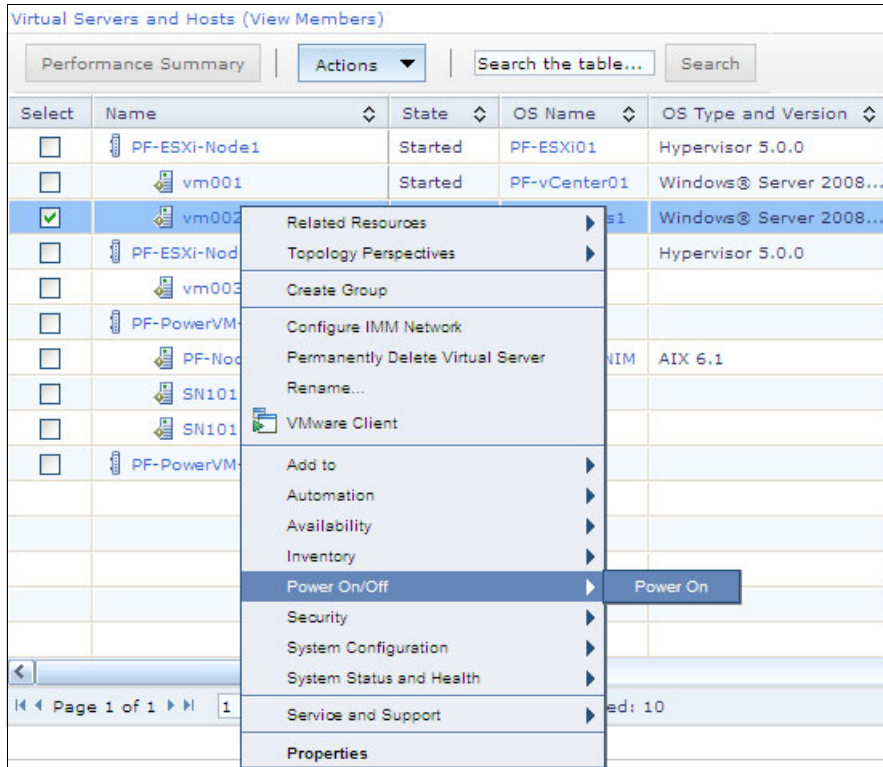 Virtual Servers and Hosts (View Members)
Performance Summary Actions Search the table... Search
Select Name State OS Name OS Type and Version
PF-ESXi-Node1 Started PF-ESXi01 Hypervisor 5.0.0
vm001 Started PF-vCenter01 Windows® Server 2008...
vm002 s1 Windows® Server 2008...
PF-ESXi-Nod Hypervisor 5.0.0
vm003
PF-PowerVM-
PF-Nod NIM AIX 6.1
SN101
SN101
PF-PowerVM-
Related Resources
Topology Perspectives
Create Group
Configure IMM Network
Permanently Delete Virtual Server
Rename...
VMware Client
Add to
Automation
Availability
Inventory
Power On/Off Power On
Security
System Configuration
System Status and Health
Service and Support
Properties
Page 1 of 1 1 ed: 10